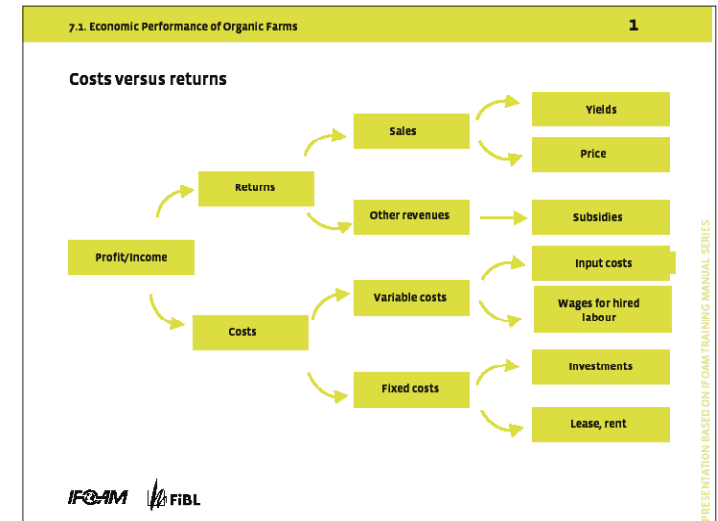 7.1. Economic Performance of Organic Farms
1
Costs versus returns
Yields
Sales
Price
Returns
Other revenues
Subsidies
Profit/Income
Input costs
Variable costs
Wages for hired
labour
Costs
Investments
Fixed costs
Lease, rent
PRESENTATION BASED ON IFOAM TRAINING MANUAL SERIES
IFOAM
FiBL